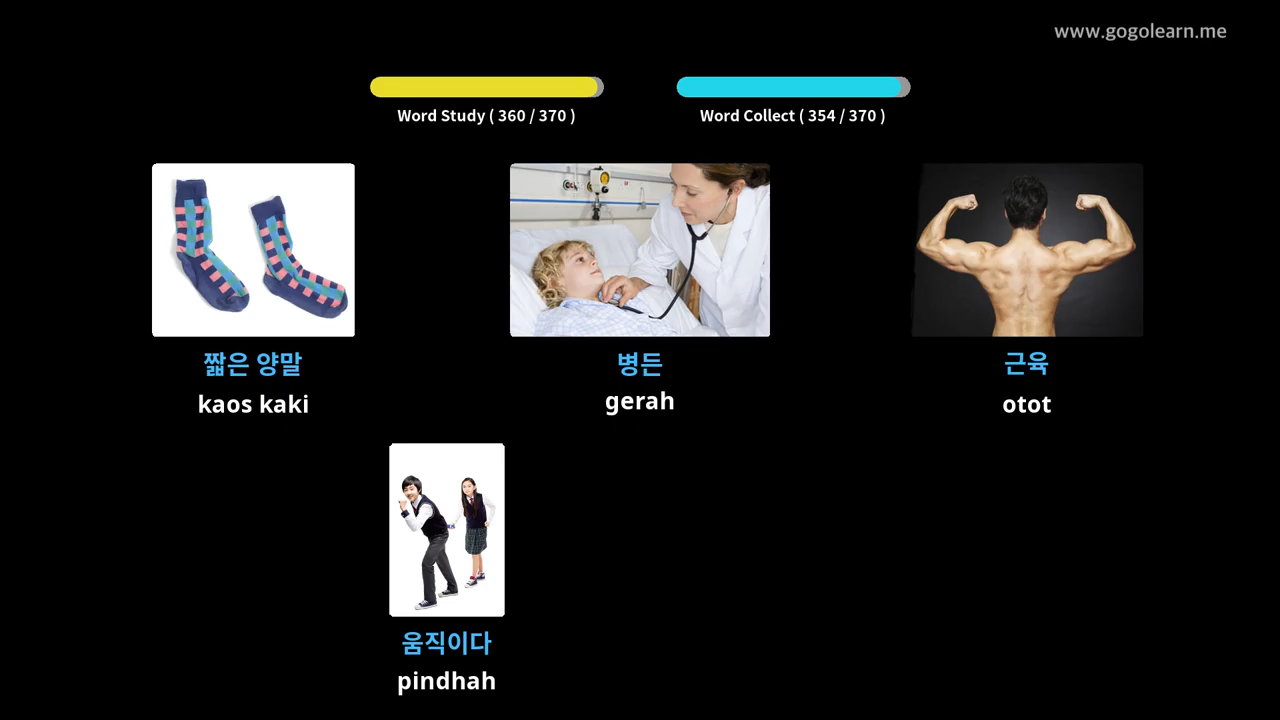 www.gogolearn.me
Word Study ( 360 / 370 )
Word Collect ( 354 / 370 )
짧은 양말
kaos kaki
병든
gerah
근육
otot
움직이다
pindhah